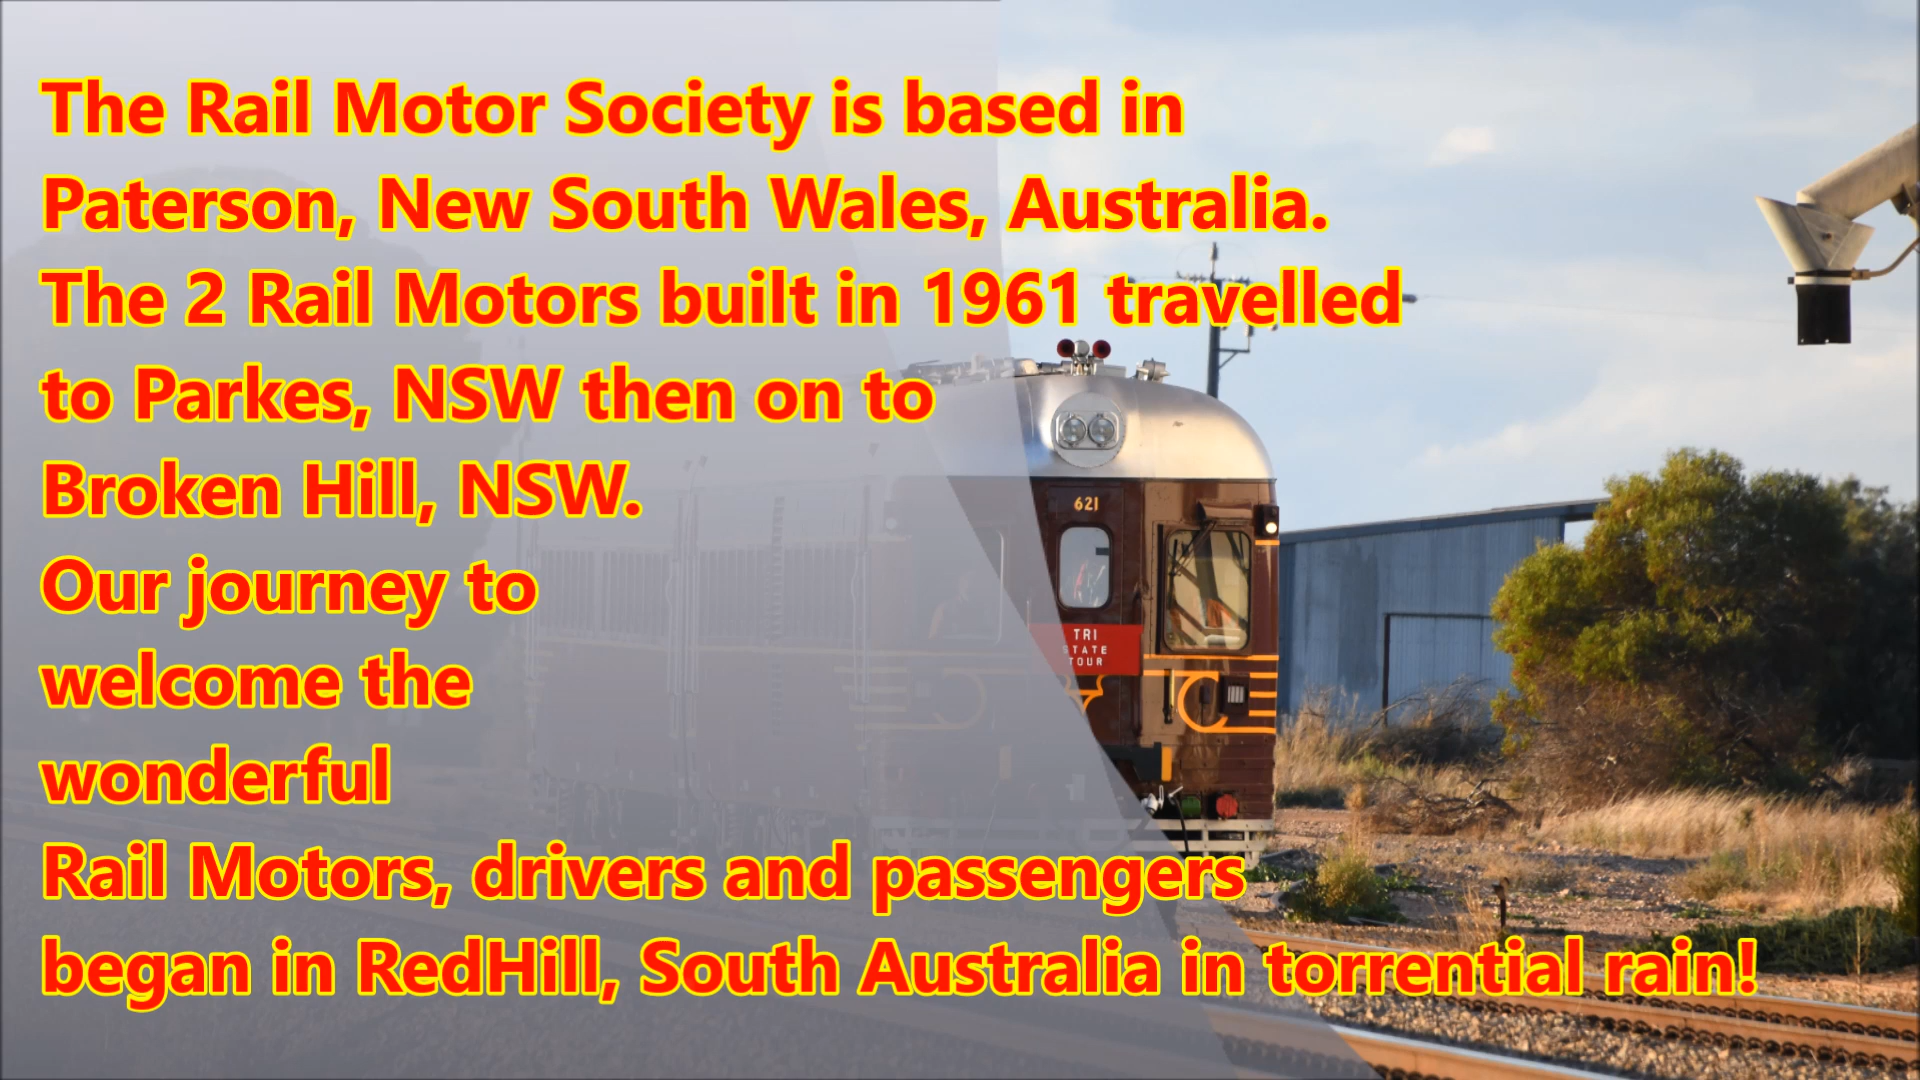 The Rail Motor Society is based in
Paterson, New South Wales, Australia.
The 2 Rail Motors built in 1961 travelled
to Parkes, NSW then on to
Broken Hill, NSW.
Our journey to
welcome the
wonderful
Rail Motors, drivers and passengers
began in RedHill, South Australia in torrential rain!
621
TRI
STATE
TOUR